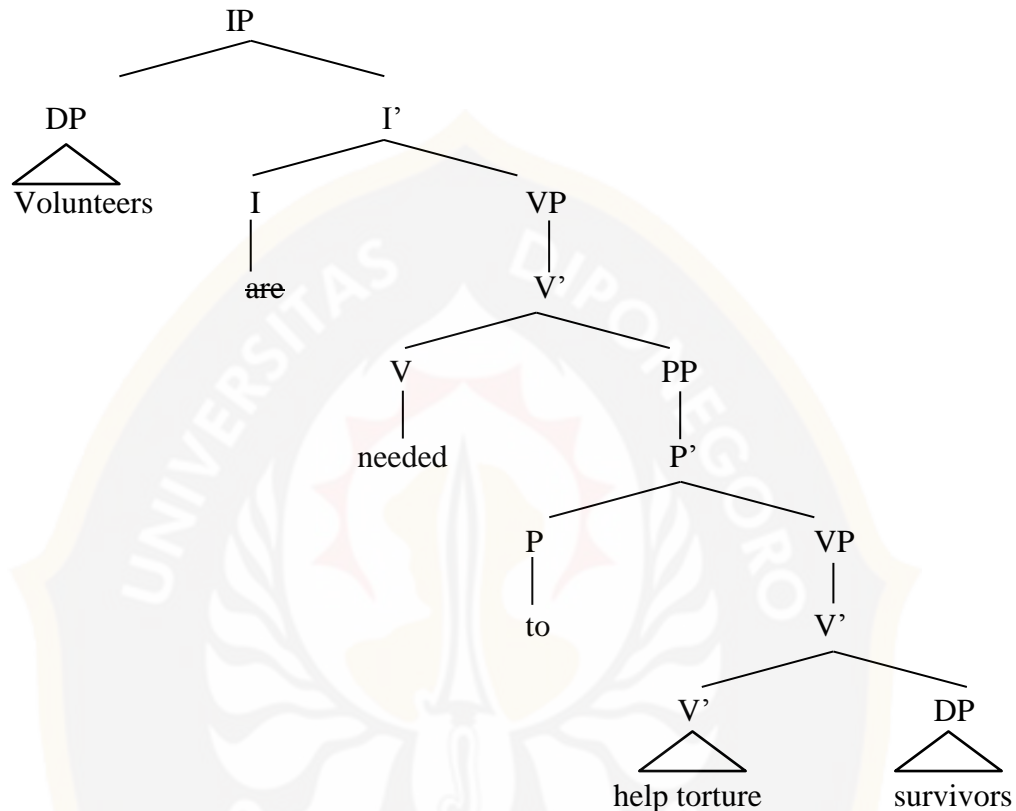 IP
DP I’
Volunteers I VP
are V’
V PP
needed P’
P VP
to V’
V’ DP
help torture survivors
UNIVERSITAS DIPONEGORO